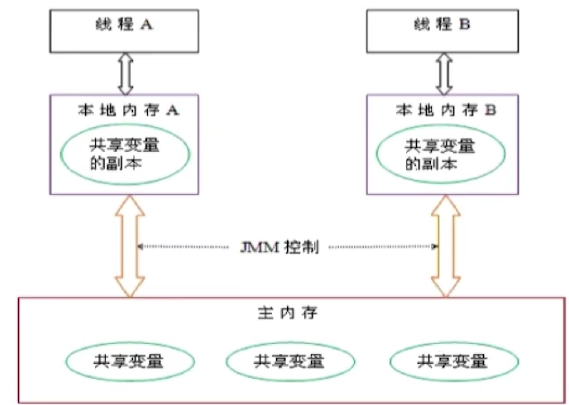 线程 A
线程 B
本地内存 A
本地内存 B
共享变量
的副本
共享变量
的副本
JMM 控制
主内存
共享变量
共享变量
共享变量